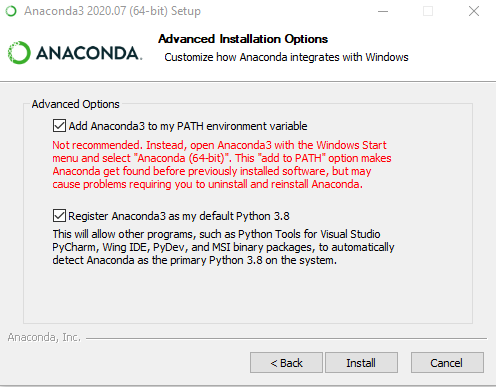 Anaconda3 2020.07 (64-bit) Setup
ANACONDA.
Advanced Installation Options
Customize how Anaconda integrates with Windows
Advanced Options
Add Anaconda3 to my PATH environment variable
Not recommended. Instead, open Anaconda3 with the Windows Start
menu and select "Anaconda (64-bit)". This "add to PATH" option makes
Anaconda get found before previously installed software, but may
cause problems requiring you to uninstall and reinstall Anaconda.
Register Anaconda3 as my default Python 3.8
This will allow other programs, such as Python Tools for Visual Studio
PyCharm, Wing IDE, PyDev, and MSI binary packages, to automatically
detect Anaconda as the primary Python 3.8 on the system.
Anaconda, Inc.
< Back
Install
Cancel